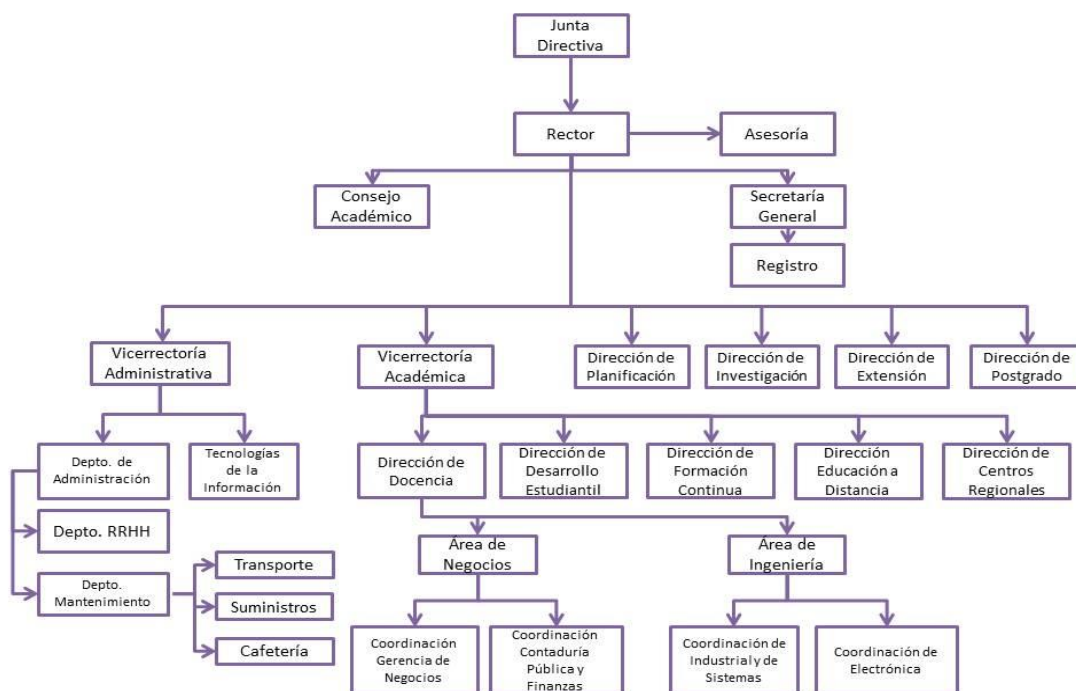 Junta
Directiva
Rector
Asesoría
Consejo
Académico
Secretaría
General
Registro
Vicerrectoría
Administrativa
Vicerrectoría
Académica
Dirección de
Planificación
Dirección de
Investigación
Dirección de
Extensión
Dirección de
Postgrado
Depto. de
Administración
Tecnologías
de la
Información
Dirección de
Docencia
Dirección de
Desarrollo
Estudiantil
Dirección de
Formación
Continua
Dirección
Educación a
Distancia
Dirección de
Centros
Regionales
Depto. RRHH
Depto.
Mantenimiento
Transporte
Suministros
Cafetería
Área de
Negocios
Área de
Ingeniería
Coordinación
Gerencia de
Negocios
Coordinación
Contaduría
Pública y
Finanzas
Coordinación de
Industrial y de
Sistemas
Coordinación de
Electrónica